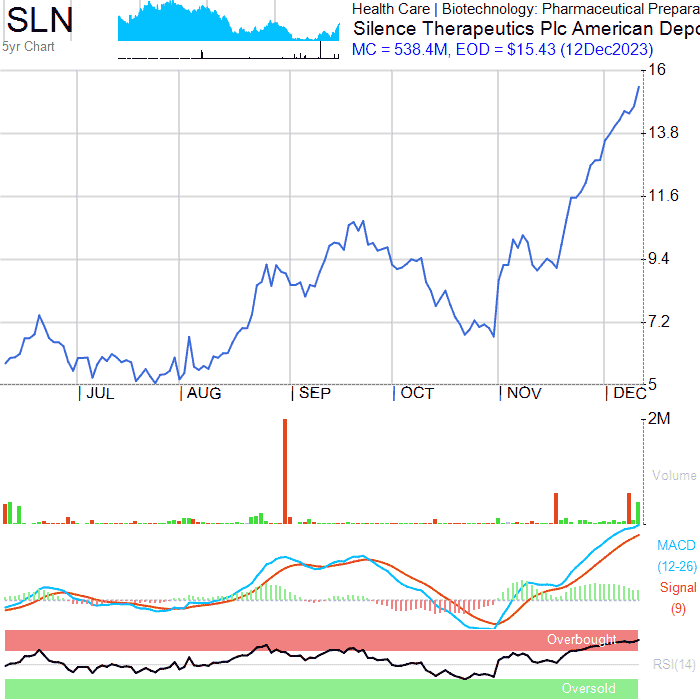 SLN
5yr Chart
Health Care | Biotechnology: Pharmaceutical Prepara
Silence Therapeutics Plc American Depo
MC = 538.4M, EOD = $15.43 (12Dec2023)
16
13.8
11.6
9.4
7.2
5
| JUL | AUG | SEP | OCT | NOV | DEC
2M
Volume
MACD
(12-26)
Signal
(9)
Overbought
RSI(14)
Oversold